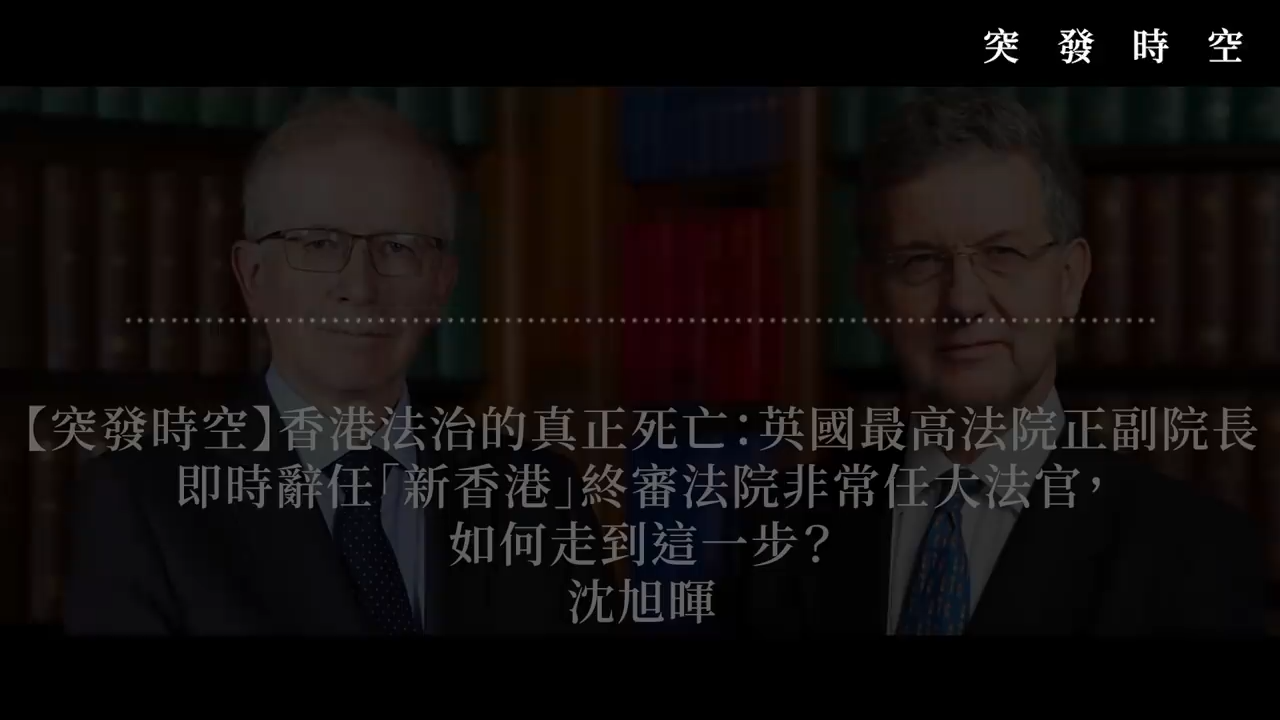 突發時空
【突發時空】香港法治的真正死亡：英國最高法院正副院長
即時辭任「新香港」終審法院非常任大法官，
如何走到這一步？
沈旭暉